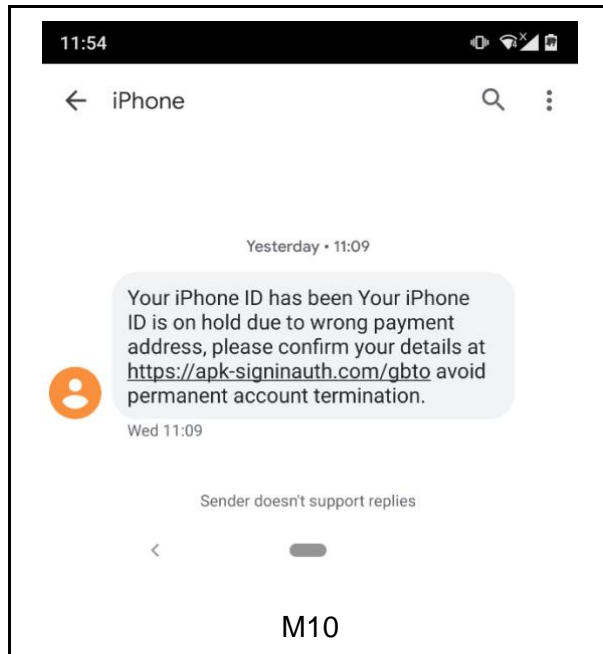 11:54
iPhone
Yesterday • 11:09
Your iPhone ID has been Your iPhone
ID is on hold due to wrong payment
address, please confirm your details at
https://apk-signinauth.com/gbto avoid
permanent account termination.
Wed 11:09
Sender doesn't support replies
M10